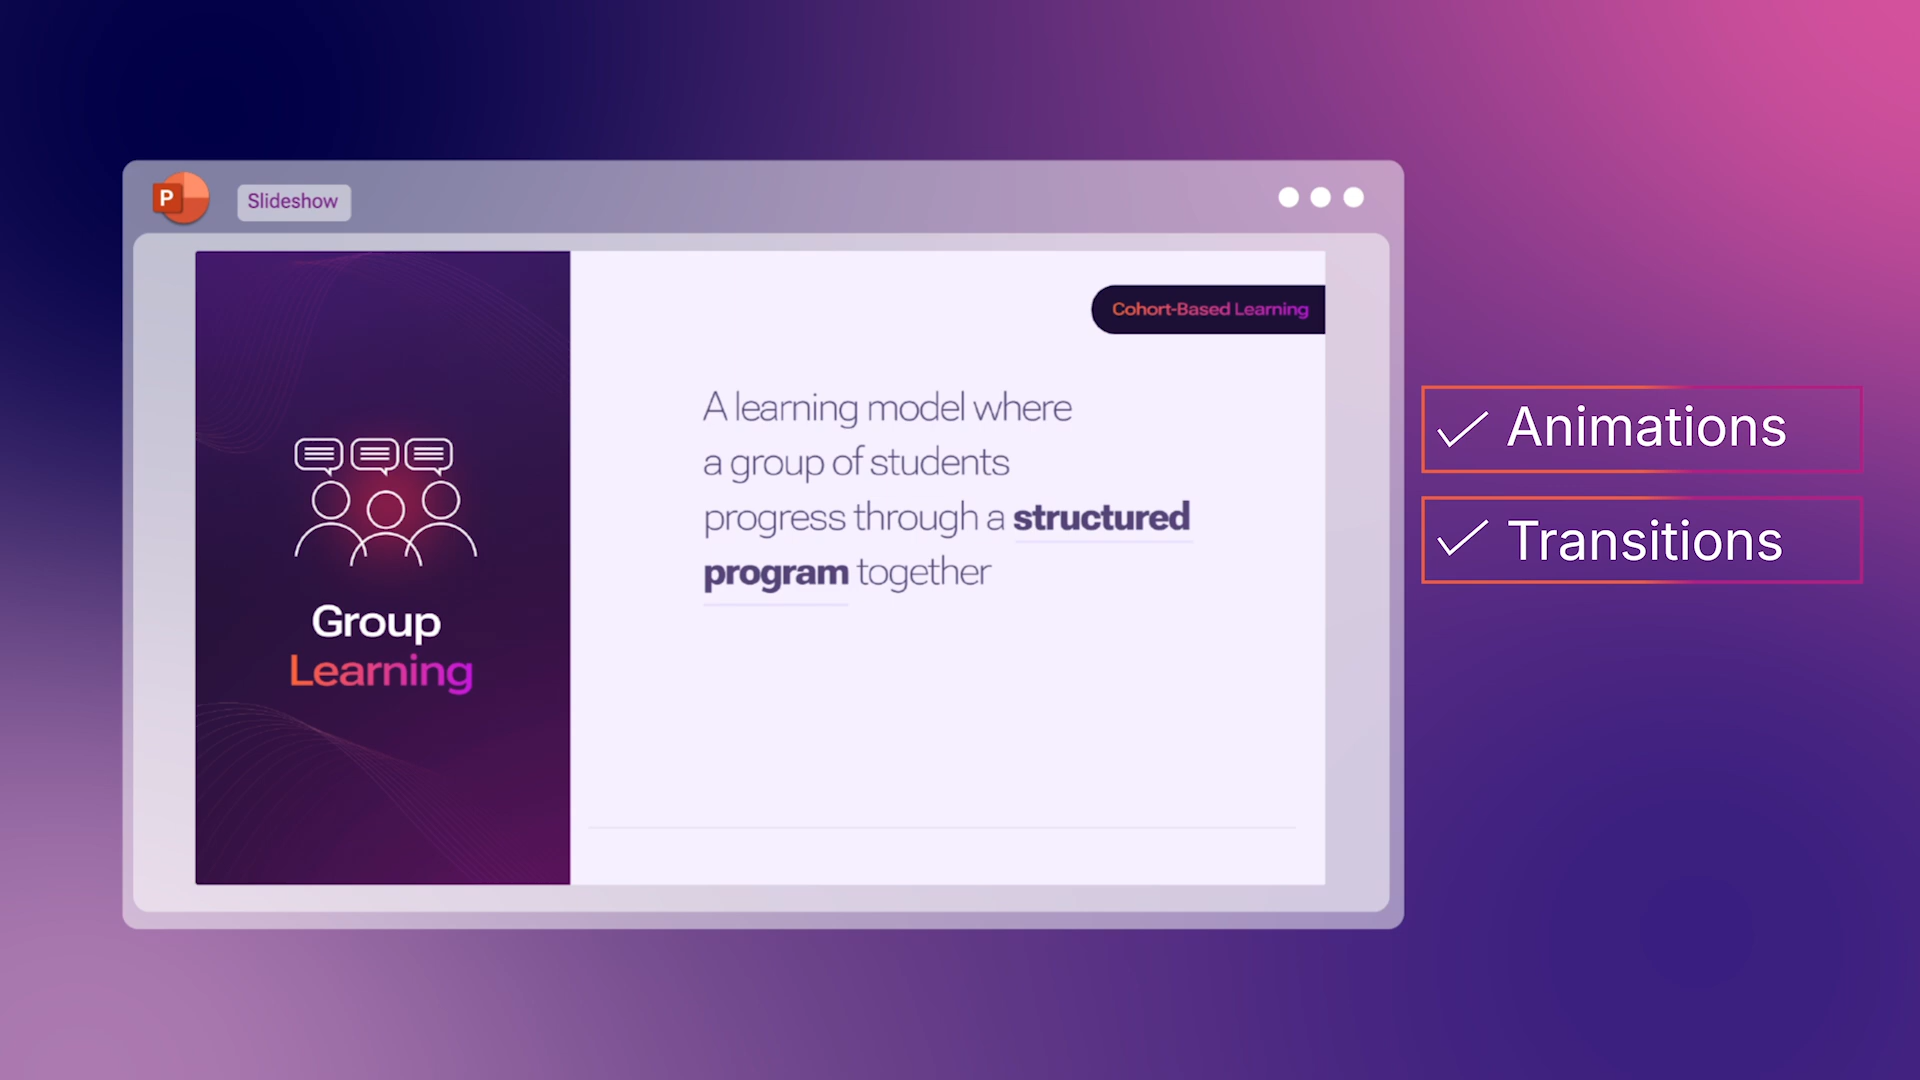 P
Slideshow
Cohort-Based Learning
A learning model where
a group of students
progress through a structured
program together
Group
Learning
Animations
Transitions